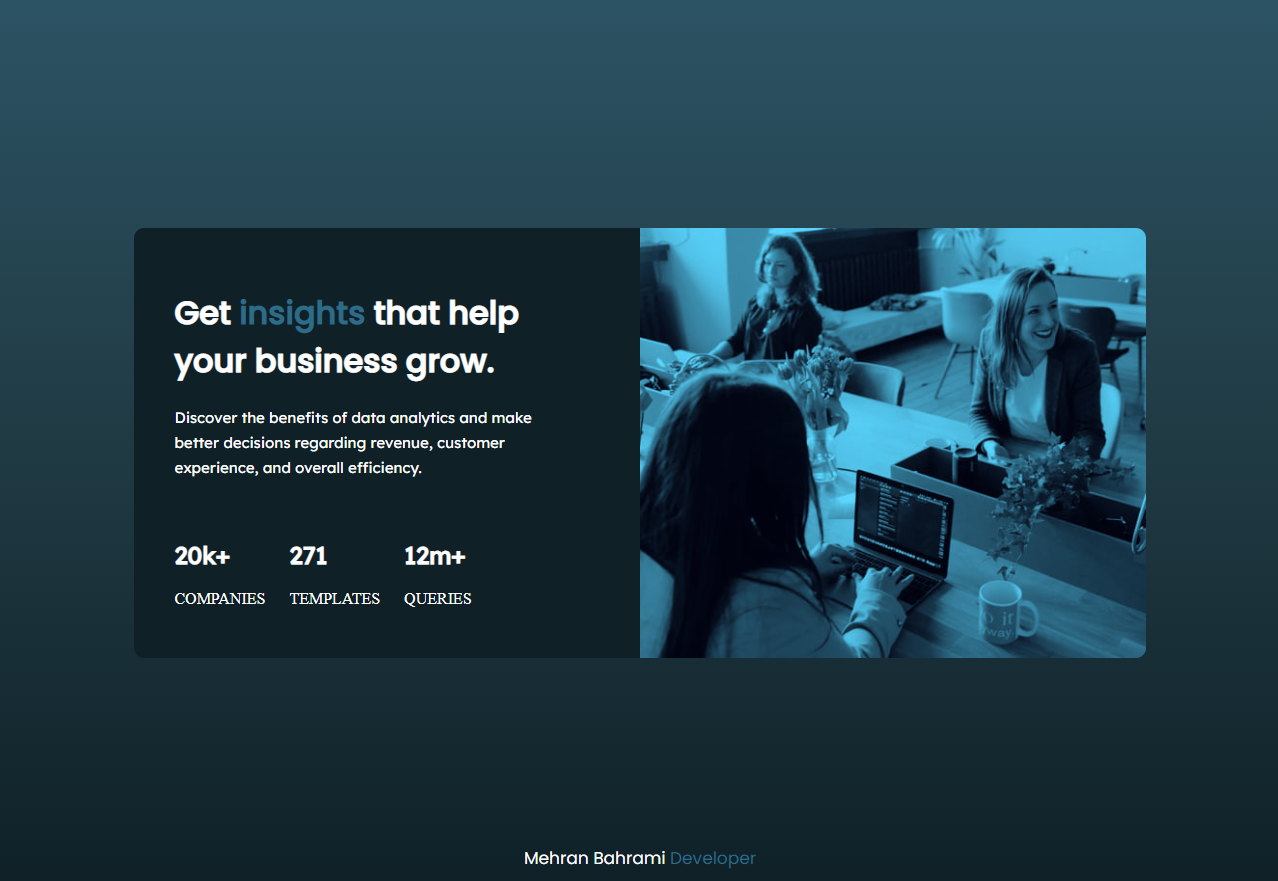 Get insights that help
your business grow.
Discover the benefits of data analytics and make
better decisions regarding revenue, customer
experience, and overall efficiency.
20k+ 271 12m+
COMPANIES TEMPLATES QUERIES
Mehran Bahrami Developer